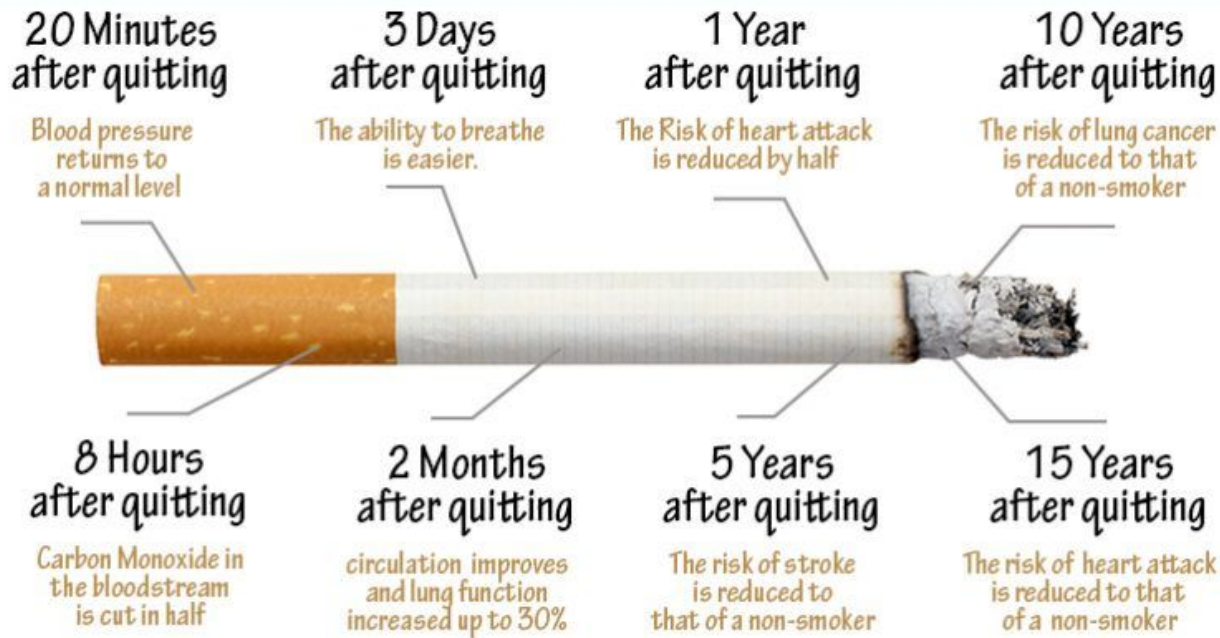 20 Minutes
after quitting
Blood pressure
returns to
a normal level
3 Days
after quitting
The ability to breathe
is easier.
1 Year
after quitting
The Risk of heart attack
is reduced by half
10 Years
after quitting
The risk of lung cancer
is reduced to that
of a non-smoker
8 Hours
after quitting
Carbon Monoxide in
the bloodstream
is cut in half
2 Months
after quitting
circulation improves
and lung function
increased up to 30%
5 Years
after quitting
The risk of stroke
is reduced to
that of a non-smoker
15 Years
after quitting
The risk of heart attack
is reduced to that
of a non-smoker